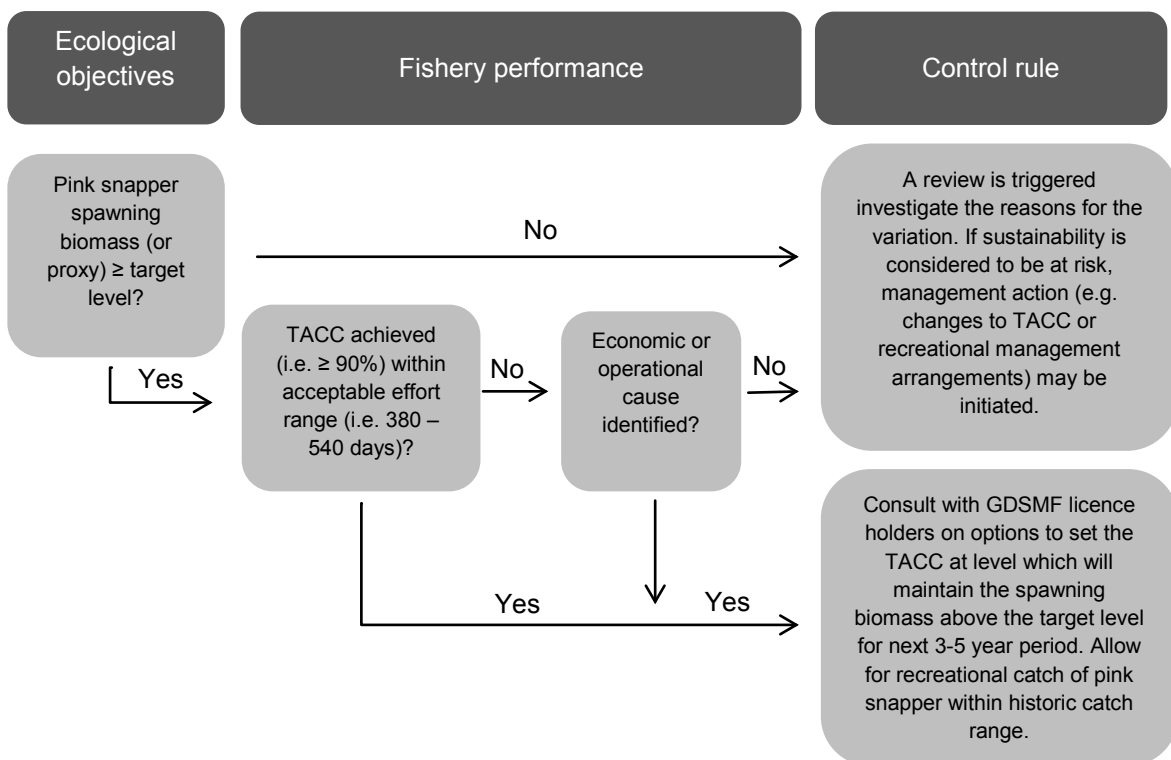 Ecological
objectives
Fishery performance
Control rule
Pink snapper
spawning
biomass (or
proxy) ≥ target
level?
No
A review is triggered
investigate the reasons for the
variation. If sustainability is
considered to be at risk,
management action (e.g.
changes to TACC or
recreational management
arrangements) may be
initiated.
Yes
TACC achieved
(i.e. ≥ 90%) within
acceptable effort
range (i.e. 380 –
540 days)?
No
Economic or
operational
cause
identified?
No
Yes
Yes
Consult with GDSMF licence
holders on options to set the
TACC at level which will
maintain the spawning
biomass above the target level
for next 3-5 year period. Allow
for recreational catch of pink
snapper within historic catch
range.